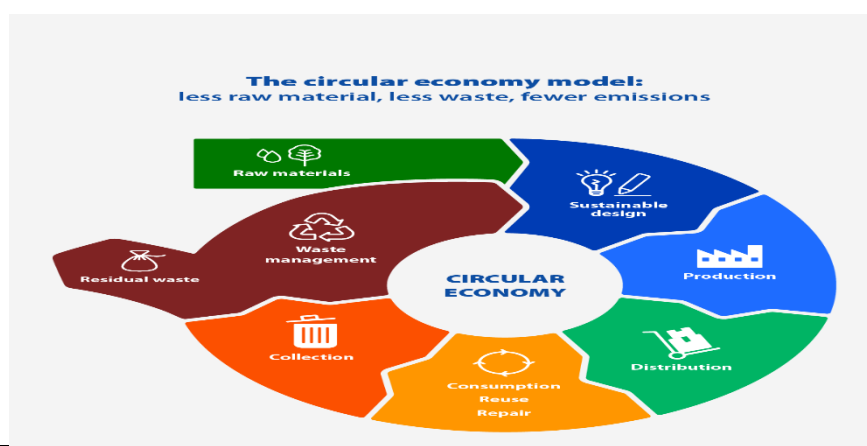 The circular economy model:
less raw material, less waste, fewer emissions
Raw materials
Sustainable
design
Production
Distribution
Consumption
Reuse
Repair
Collection
Waste
management
Residual waste
CIRCULAR
ECONOMY